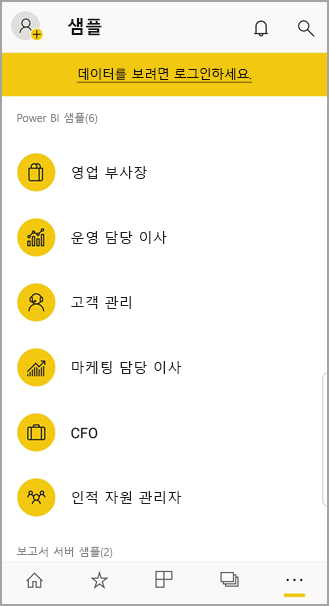 샘플
데이터를 보려면 로그인하세요.
Power BI 샘플(6)
영업 부사장
운영 담당 이사
고객 관리
마케팅 담당 이사
CFO
인적 자원 관리자
보고서 서버 샘플(2)